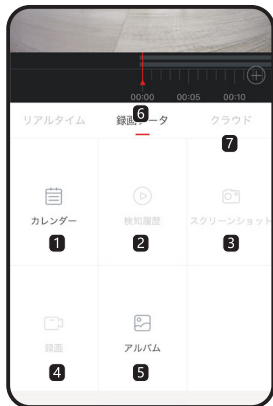 00:00 00:05 00:10
リアルタイム 録画データ クラウド
6
7
カレンダー 検知履歴 スクリーンショット
1 2 3
録画 アルバム
4 5